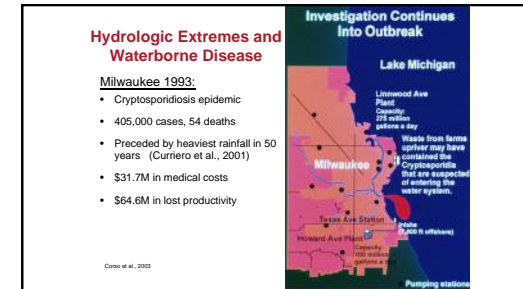 Hydrologic Extremes and
Waterborne Disease
Milwaukee 1993:
• Cryptosporidiosis epidemic
• 405,000 cases, 54 deaths
• Preceded by heaviest rainfall in 50
years (Curriero et al., 2001)
• $31.7M in medical costs
• $64.6M in lost productivity
Corso et al., 2003
Investigation Continues
Into Outbreak
Lake Michigan
Linnwood Ave
Plant
Capacity:
275 million
gallons a day
Waste from farms
upriver may have
contained the
Cryptosporidia
that are suspected
of entering the
water system.
Milwaukee
Texas Ave Station
Intake
(7,600 ft offshore)
Howard Ave Plant
Capacity:
100 million
gallons a day
Pumping stations